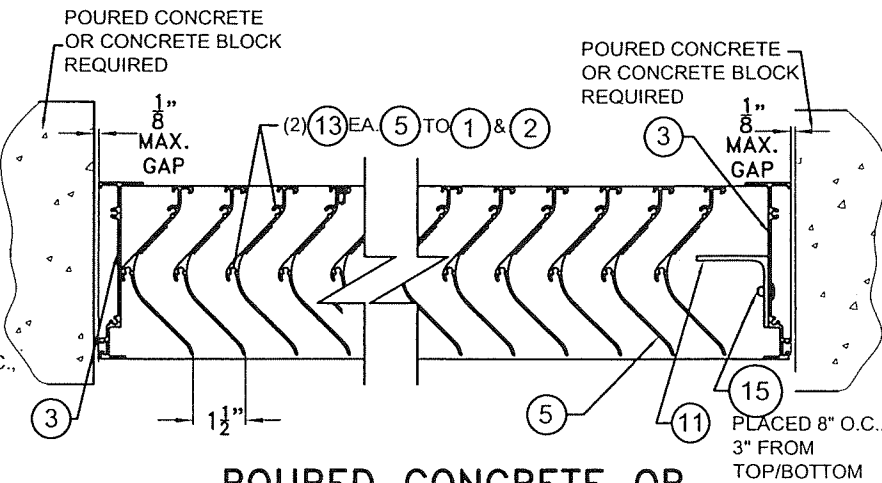 POURED CONCRETE
OR CONCRETE BLOCK
REQUIRED
1/8"
MAX.
GAP
(2) 13 EA. 5 TO 1 & 2
POURED CONCRETE
OR CONCRETE BLOCK
REQUIRED
1/8"
MAX.
GAP
3
C.,
3
1 1/2"
5
11
15
PLACED 8" O.C.,
3" FROM
TOP/BOTTOM
POURED CONCRETE OR